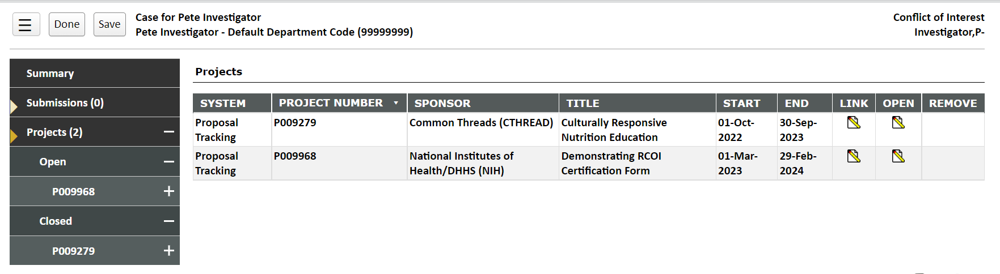 Done
Save
Case for Pete Investigator
Pete Investigator - Default Department Code (99999999)
Conflict of Interest
Investigator,P-
Summary
Submissions (0)
Projects (2)
Open
P009968
Closed
P009279
Projects
SYSTEM PROJECT NUMBER SPONSOR TITLE START END LINK OPEN REMOVE
Proposal P009279 Common Threads (CTHREAD) Culturally Responsive 01-Oct- 30-Sep-
Tracking Nutrition Education 2022 2023
Proposal P009968 National Institutes of Demonstrating RCOI 01-Mar- 29-Feb-
Tracking Health/DHHS (NIH) Certification Form 2023 2024